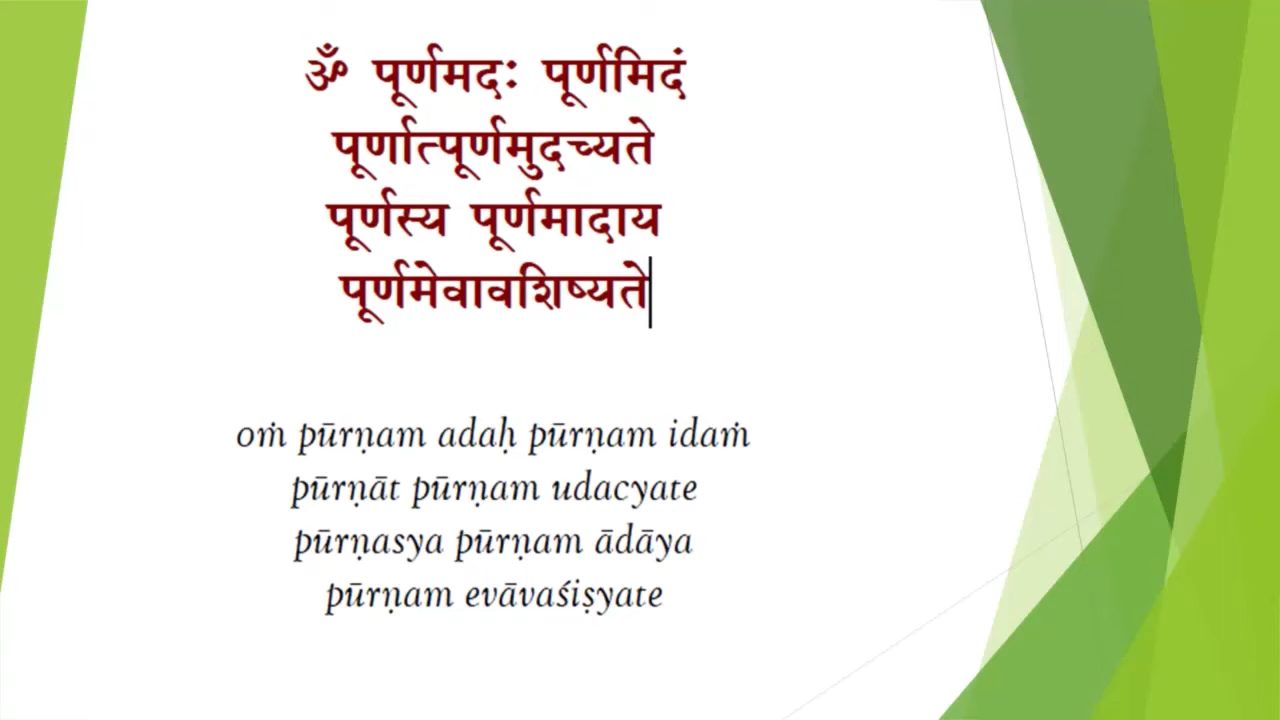 ॐ पूर्णमदः पूर्णमिदं
पूर्णात्पूर्णमुदच्यते
पूर्णस्य पूर्णमादाय
पूर्णमेवावशिष्यते
oṁ pūrṇam adaḥ pūrṇam idaṁ
pūrṇāt pūrṇam udacyate
pūrṇasya pūrṇam ādāya
pūrṇam evāvaśiṣyate